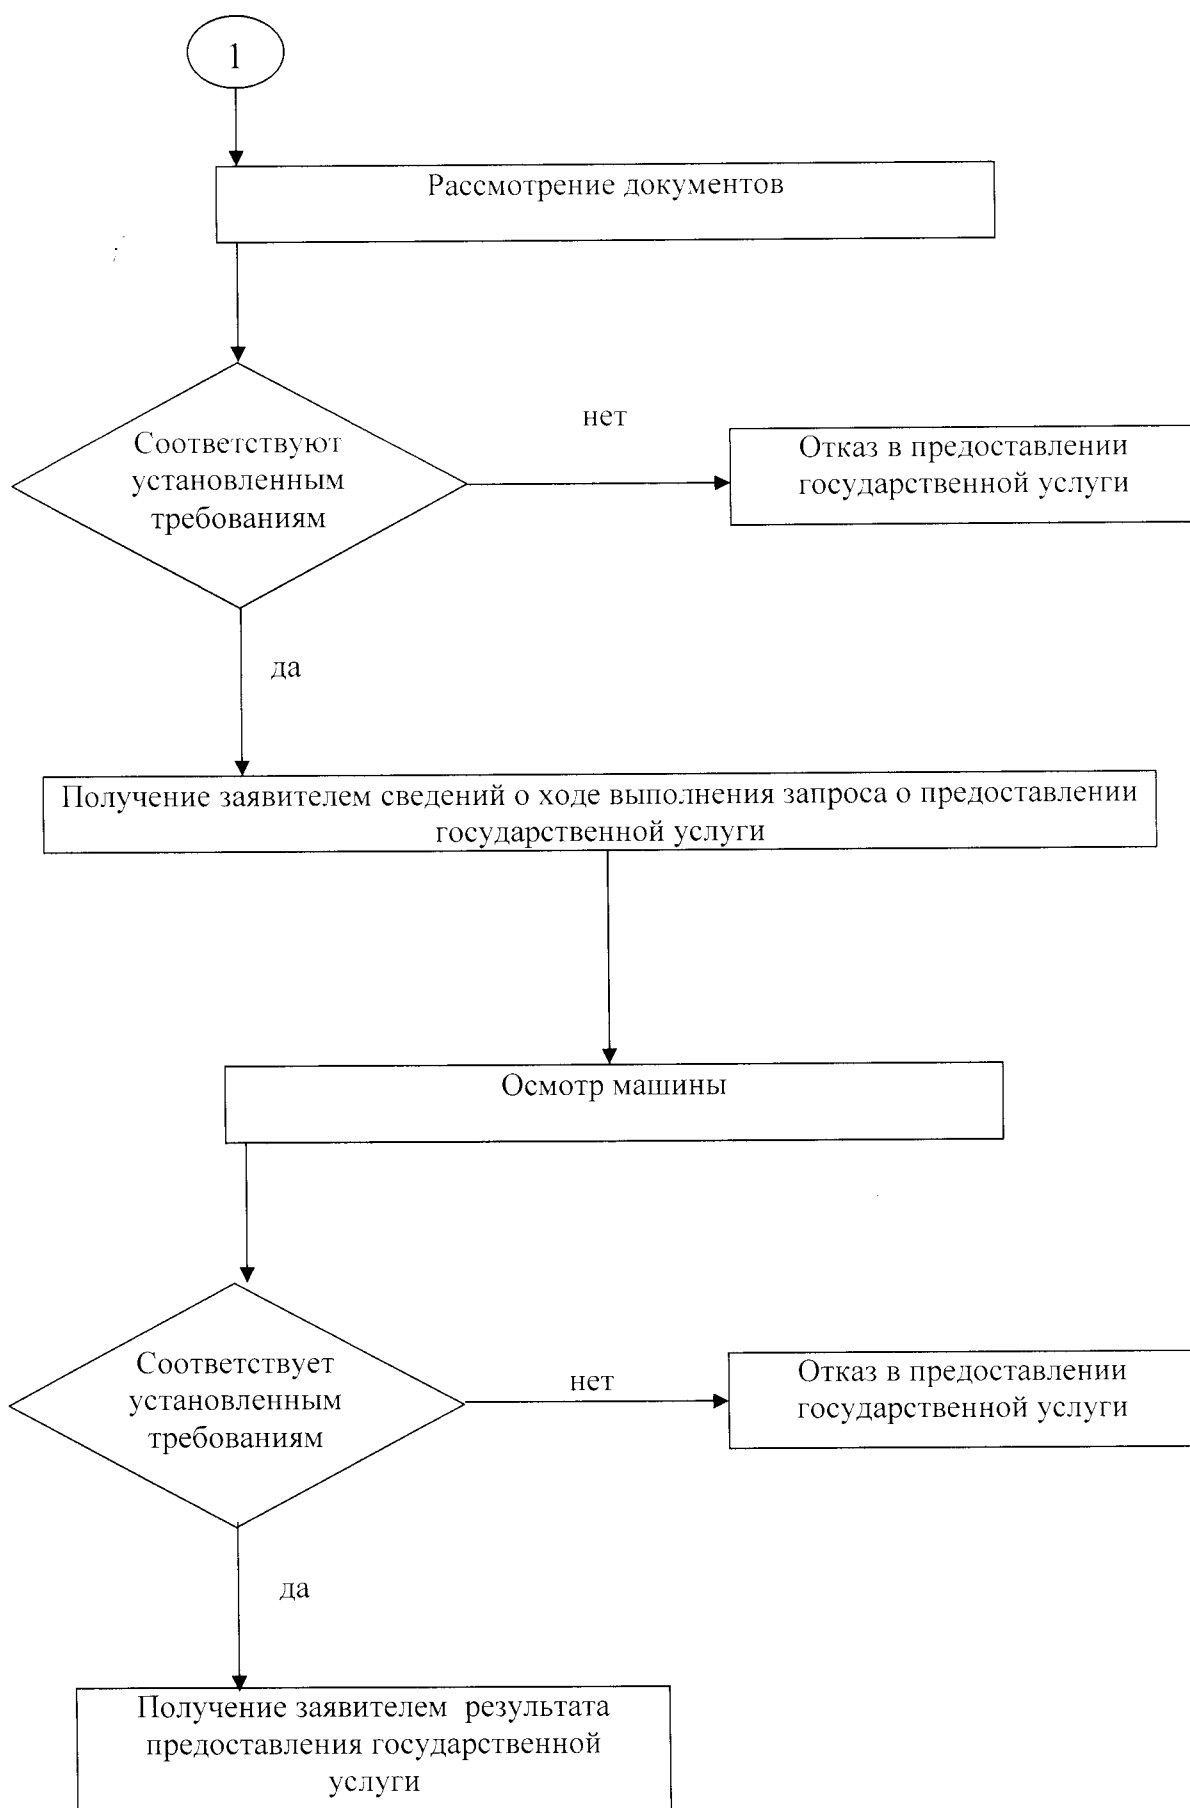 1
Рассмотрение документов
Соответствуют
установленным
требованиям
нет
Отказ в предоставлении
государственной услуги
да
Получение заявителем сведений о ходе выполнения запроса о предоставлении
государственной услуги
Осмотр машины
Соответствует
установленным
требованиям
нет
Отказ в предоставлении
государственной услуги
да
Получение заявителем результата
предоставления государственной
услуги